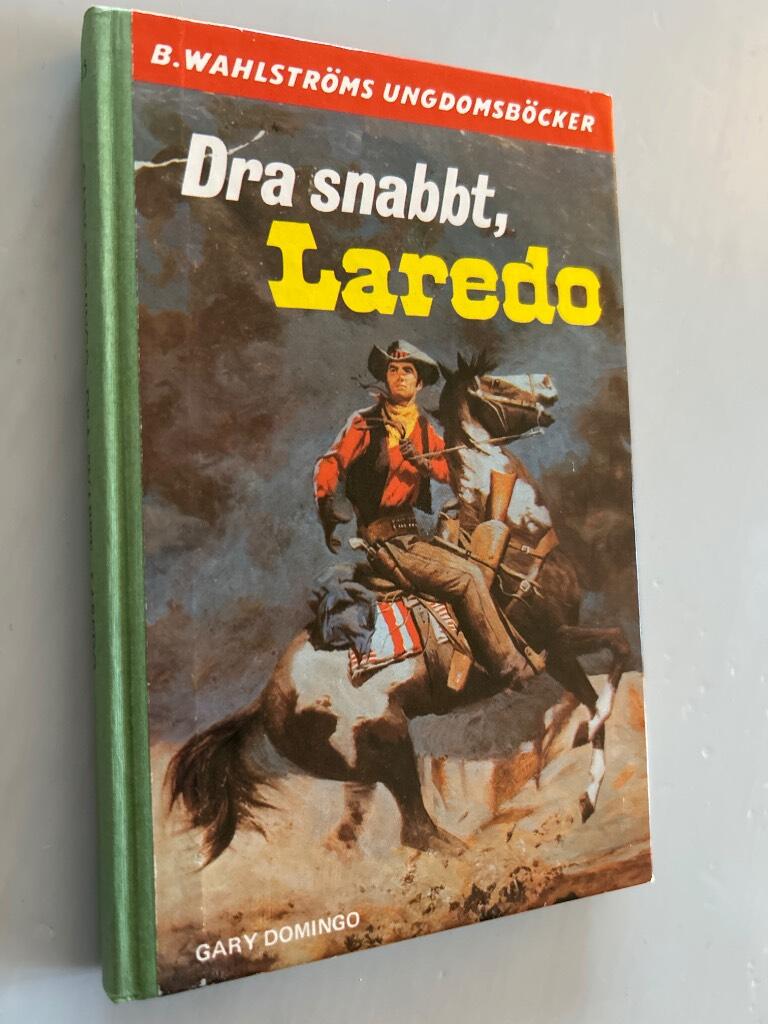 B.WAHLSTRÖMS UNGDOMSBÖCKER
Dra snabbt,
Laredo
GARY DOMINGO